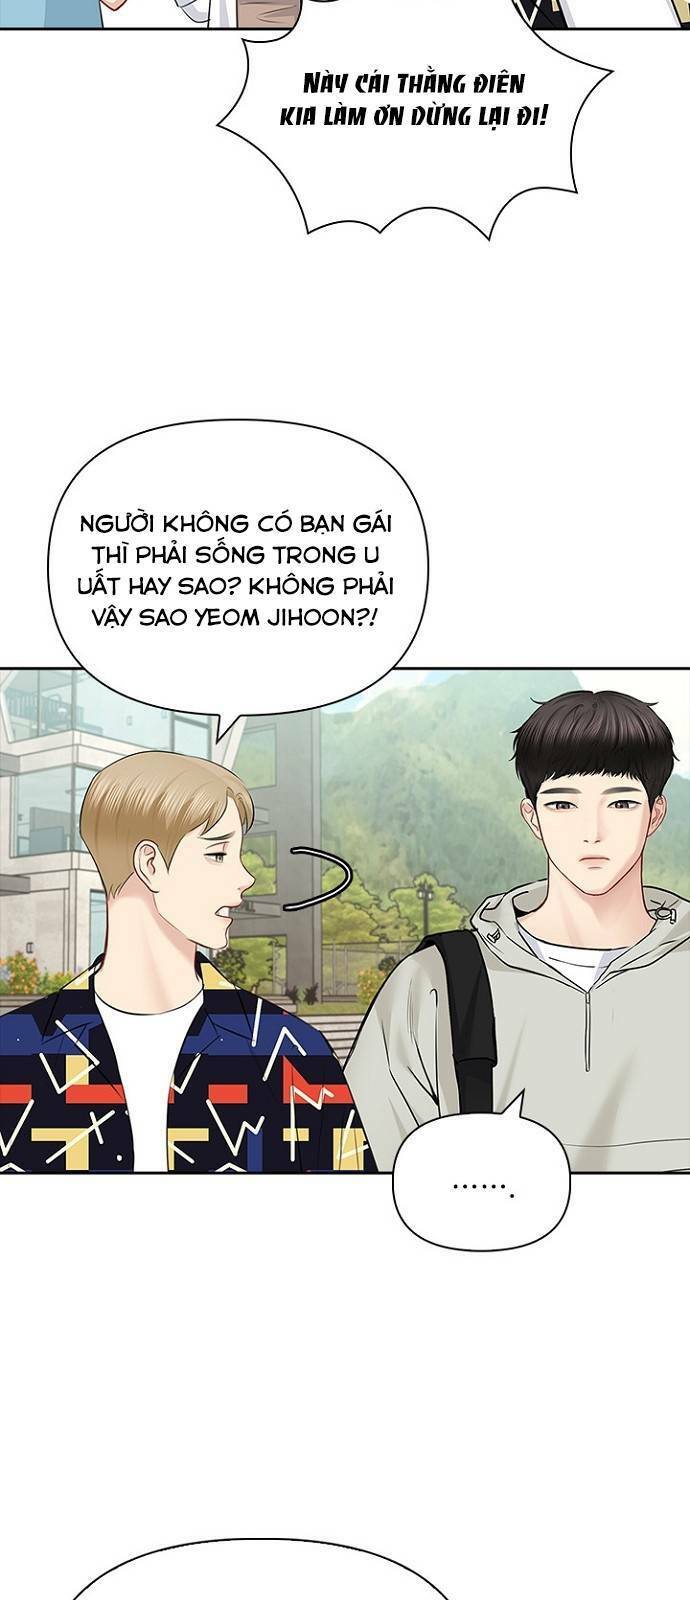 NÀY CÁI THẰNG ĐIÊN
KIA LÀM ƠN DỪNG LẠI ĐI!
NGƯỜI KHÔNG CÓ BẠN GÁI
THÌ PHẢI SỐNG TRONG U
UẤT HAY SAO? KHÔNG PHẢI
VẬY SAO YEOM JIHOON?!
.......